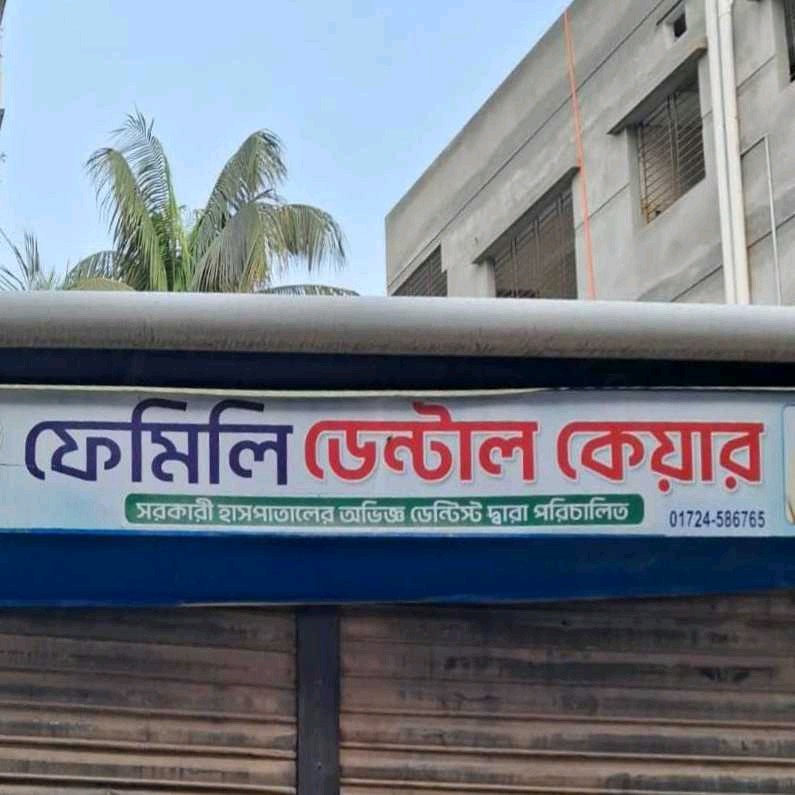 ফেমিলি ডেন্টাল কেয়ার
সরকারী হাসপাতালের অভিজ্ঞ ডেন্টিস্ট দ্বারা পরিচালিত
01724-586765